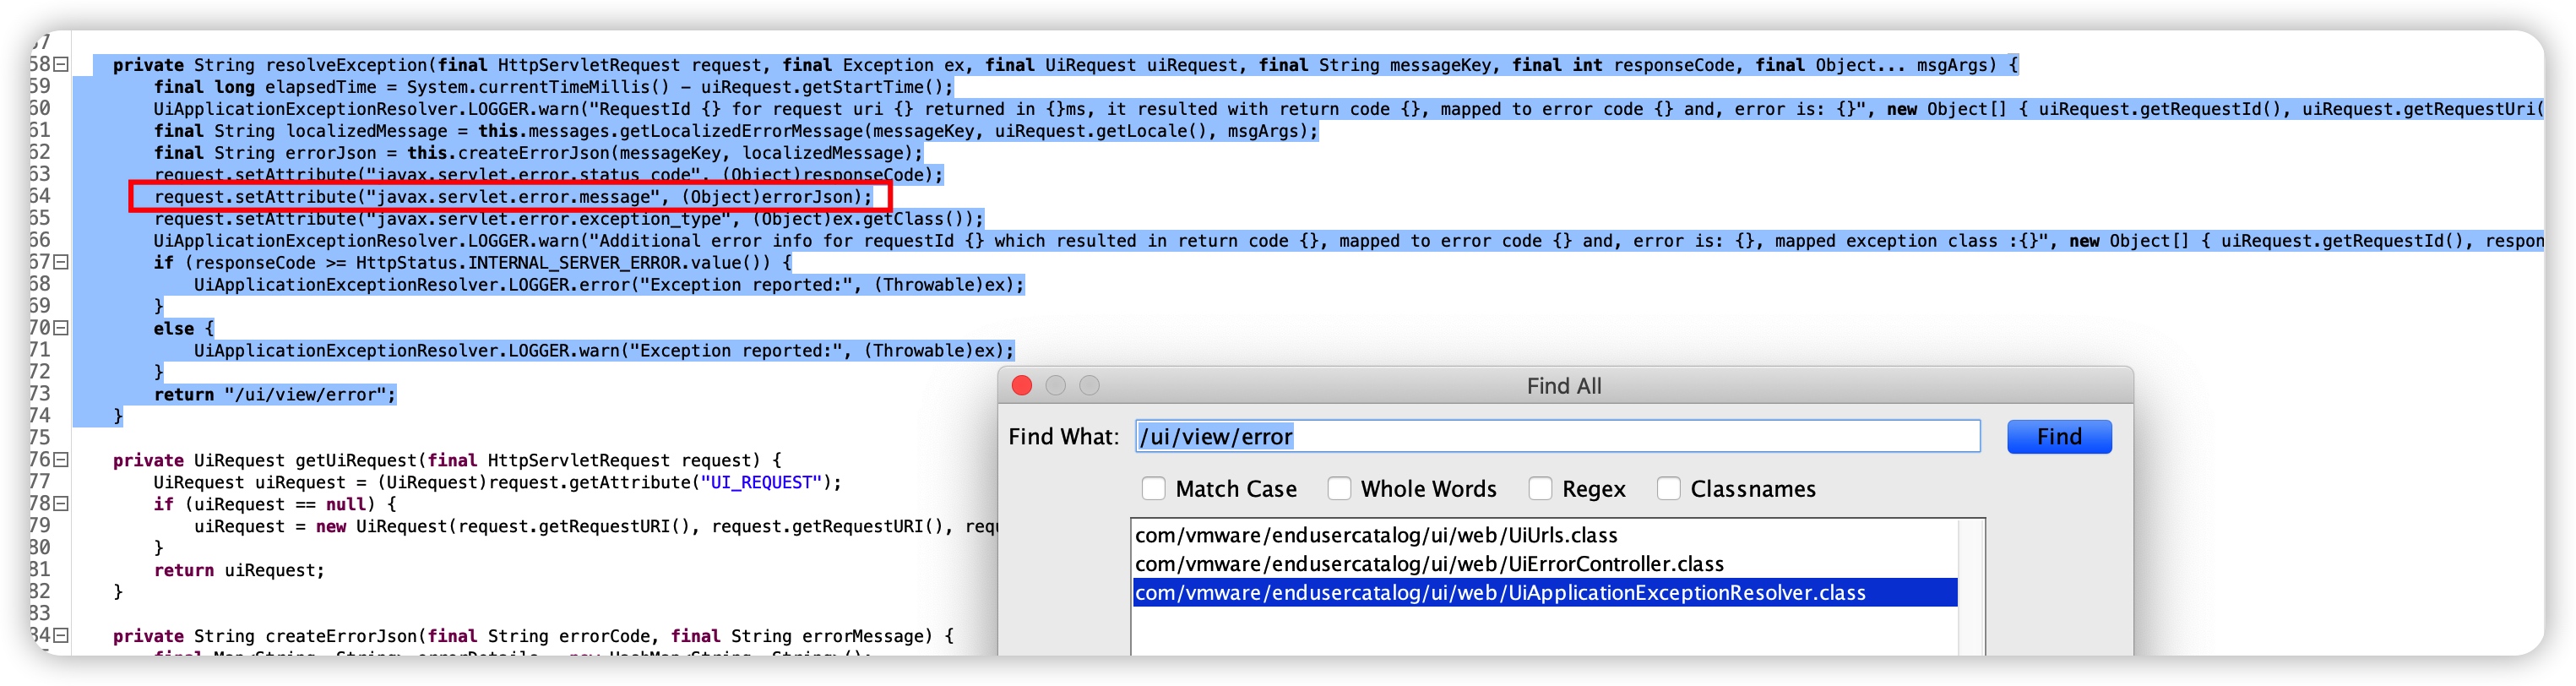 57
58 private String resolveException(final HttpServletRequest request, final Exception ex, final UiRequest uiRequest, final String messageKey, final int responseCode, final Object... msgArgs) {
59 final long elapsedTime = System.currentTimeMillis() - uiRequest.getStartTime();
60 UiApplicationExceptionResolver.LOGGER.warn("RequestId {} for request uri {} returned in {}ms, it resulted with return code {}, mapped to error code {} and, error is: {}", new Object[] { uiRequest.getRequestId(), uiRequest.getRequestUri(
61 final String localizedMessage = this.messages.getLocalizedErrorMessage(messageKey, uiRequest.getLocale(), msgArgs);
62 final String errorJson = this.createErrorJson(messageKey, localizedMessage);
63 request.setAttribute("javax.servlet.error.status_code", (Object)responseCode);
64 request.setAttribute("javax.servlet.error.message", (Object)errorJson);
65 request.setAttribute("javax.servlet.error.exception_type", (Object)ex.getClass());
66 UiApplicationExceptionResolver.LOGGER.warn("Additional error info for requestId {} which resulted in return code {}, mapped to error code {} and, error is: {}, mapped exception class :{}", new Object[] { uiRequest.getRequestId(), respon
67 if (responseCode >= HttpStatus.INTERNAL_SERVER_ERROR.value()) {
68 UiApplicationExceptionResolver.LOGGER.error("Exception reported:", (Throwable)ex);
69 }
70 else {
71 UiApplicationExceptionResolver.LOGGER.warn("Exception reported:", (Throwable)ex);
72 }
73 return "/ui/view/error";
74 }
75
76 private UiRequest getUiRequest(final HttpServletRequest request) {
77 UiRequest uiRequest = (UiRequest)request.getAttribute("UI_REQUEST");
78 if (uiRequest == null) {
79 uiRequest = new UiRequest(request.getRequestURI(), request.getRequestURI(), requ
80 }
81 return uiRequest;
82 }
83
84 private String createErrorJson(final String errorCode, final String errorMessage) {
final Map<String, String> errorDetails = new HashMap<String, String>();
Find All
Find What: /ui/view/error Find
Match Case Whole Words Regex Classnames
com/vmware/endusercatalog/ui/web/UiUrls.class
com/vmware/endusercatalog/ui/web/UiErrorController.class
com/vmware/endusercatalog/ui/web/UiApplicationExceptionResolver.class